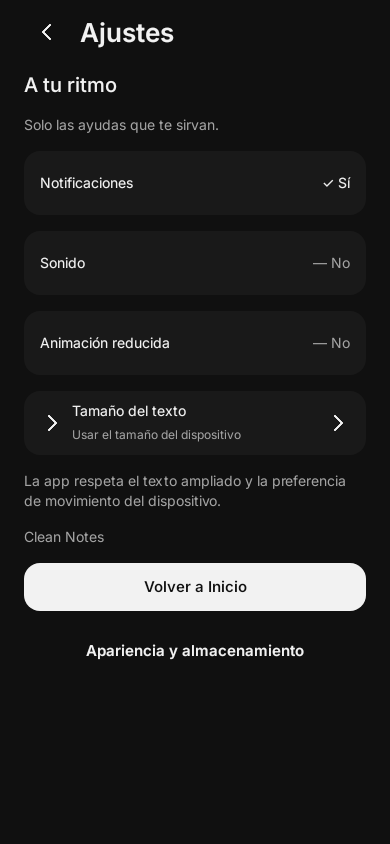 Ajustes
A tu ritmo
Solo las ayudas que te sirvan.
Notificaciones ✓ Sí
Sonido — No
Animación reducida — No
Tamaño del texto
Usar el tamaño del dispositivo
La app respeta el texto ampliado y la preferencia
de movimiento del dispositivo.
Clean Notes
Volver a Inicio
Apariencia y almacenamiento